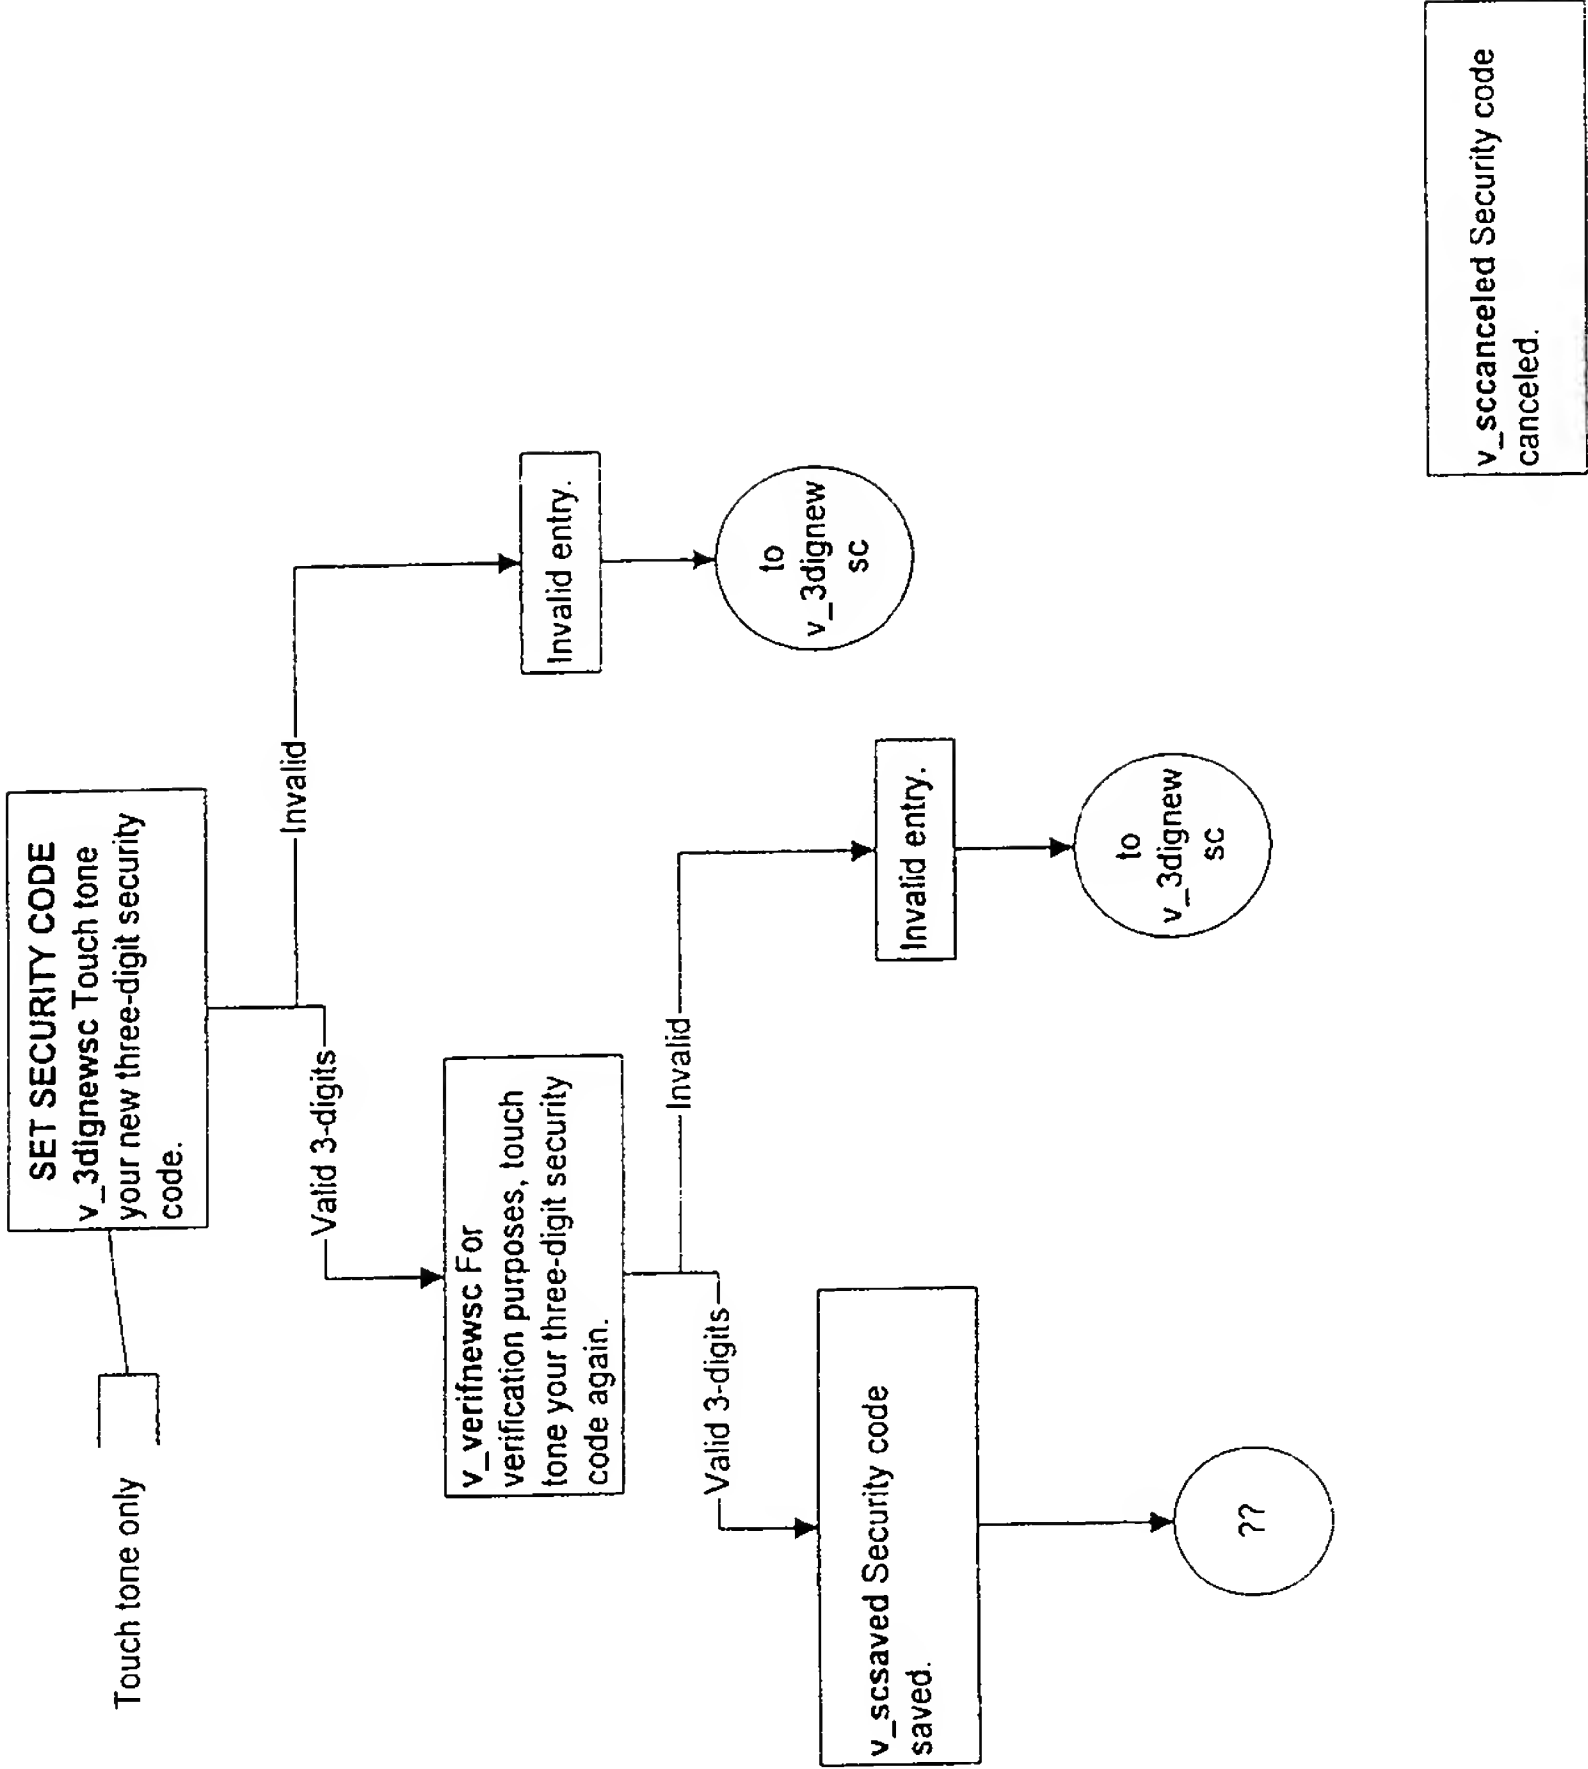 SET SECURITY CODE
v_3dignewsc Touch tone
your new three-digit security
code.
Touch tone only
Invalid
Valid 3-digits
Invalid entry.
to
v_3dignew
sc
v_verifnewsc For
verification purposes, touch
tone your three-digit security
code again.
Invalid
Valid 3-digits
Invalid entry.
to
v_3dignew
sc
v_scsaved Security code
saved.
??
v_sccanceled Security code
canceled.